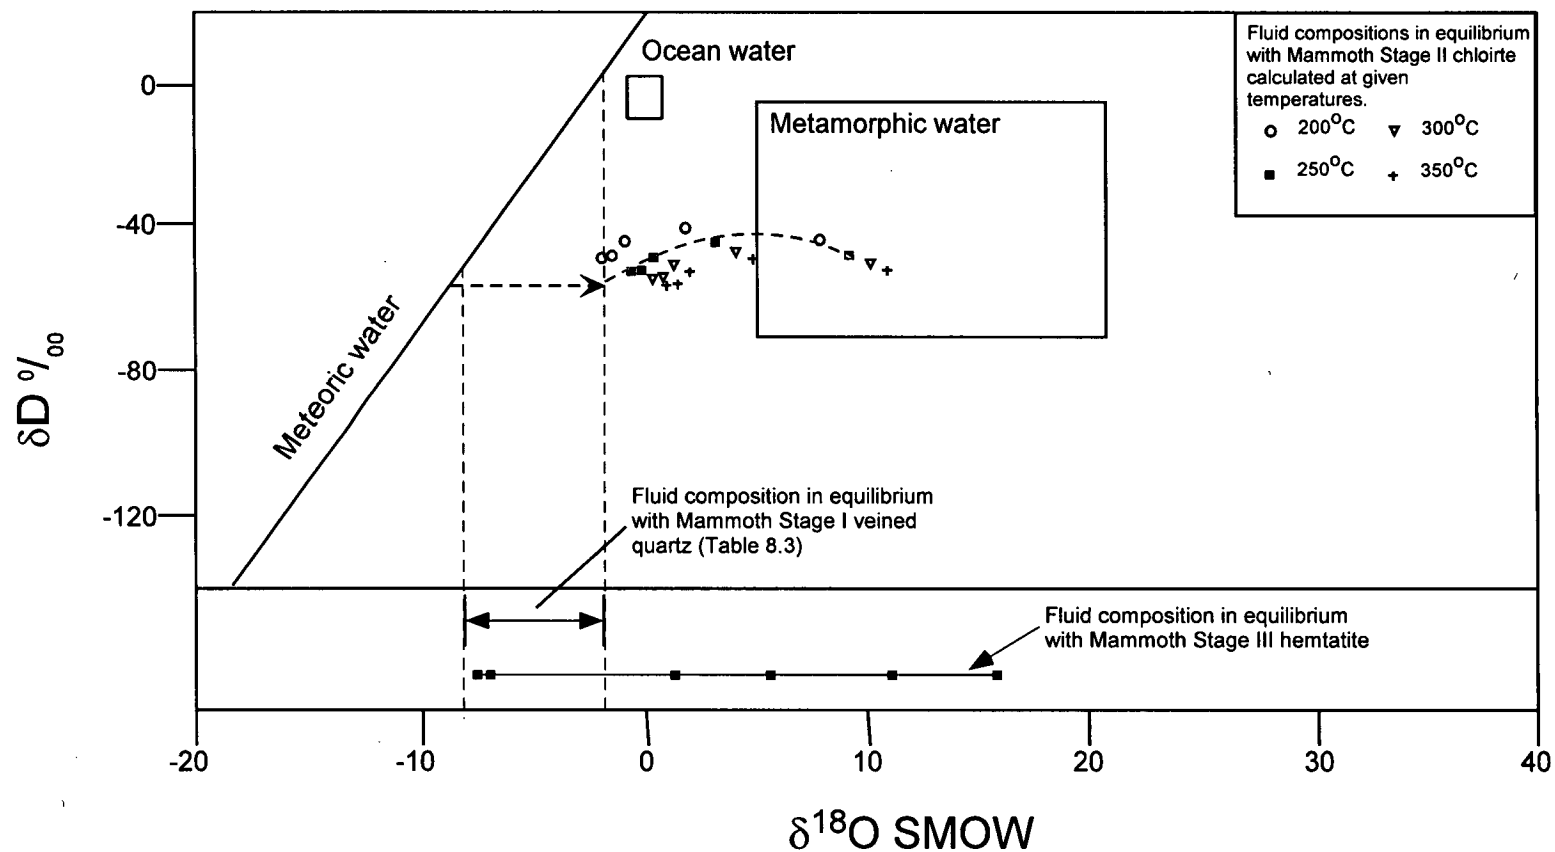 Ocean water
Metamorphic water
Fluid compositions in equilibrium
with Mammoth Stage II chloirte
calculated at given
temperatures.
200°C 300°C
250°C 350°C
0
-40
-80
-120
δD °/₀₀
Meteoric water
Fluid composition in equilibrium
with Mammoth Stage I veined
quartz (Table 8.3)
Fluid composition in equilibrium
with Mammoth Stage III hemtatite
-20 -10 0 10 20 30 40
δ¹⁸O SMOW